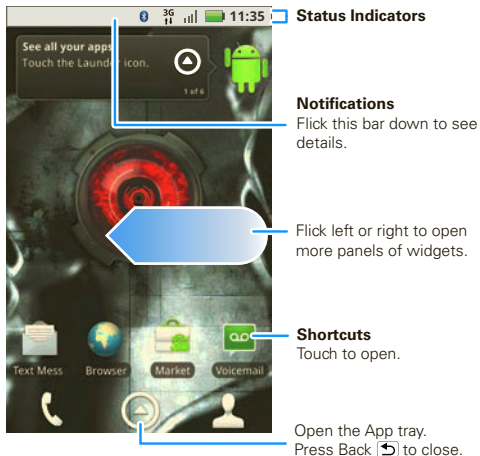 3G 11:35
Status Indicators
See all your apps
Touch the Launder icon.
1 of 6
Notifications
Flick this bar down to see
details.
Flick left or right to open
more panels of widgets.
Shortcuts
Touch to open.
Text Mess
Browser
Market
Voicemail
Open the App tray.
Press Back to close.